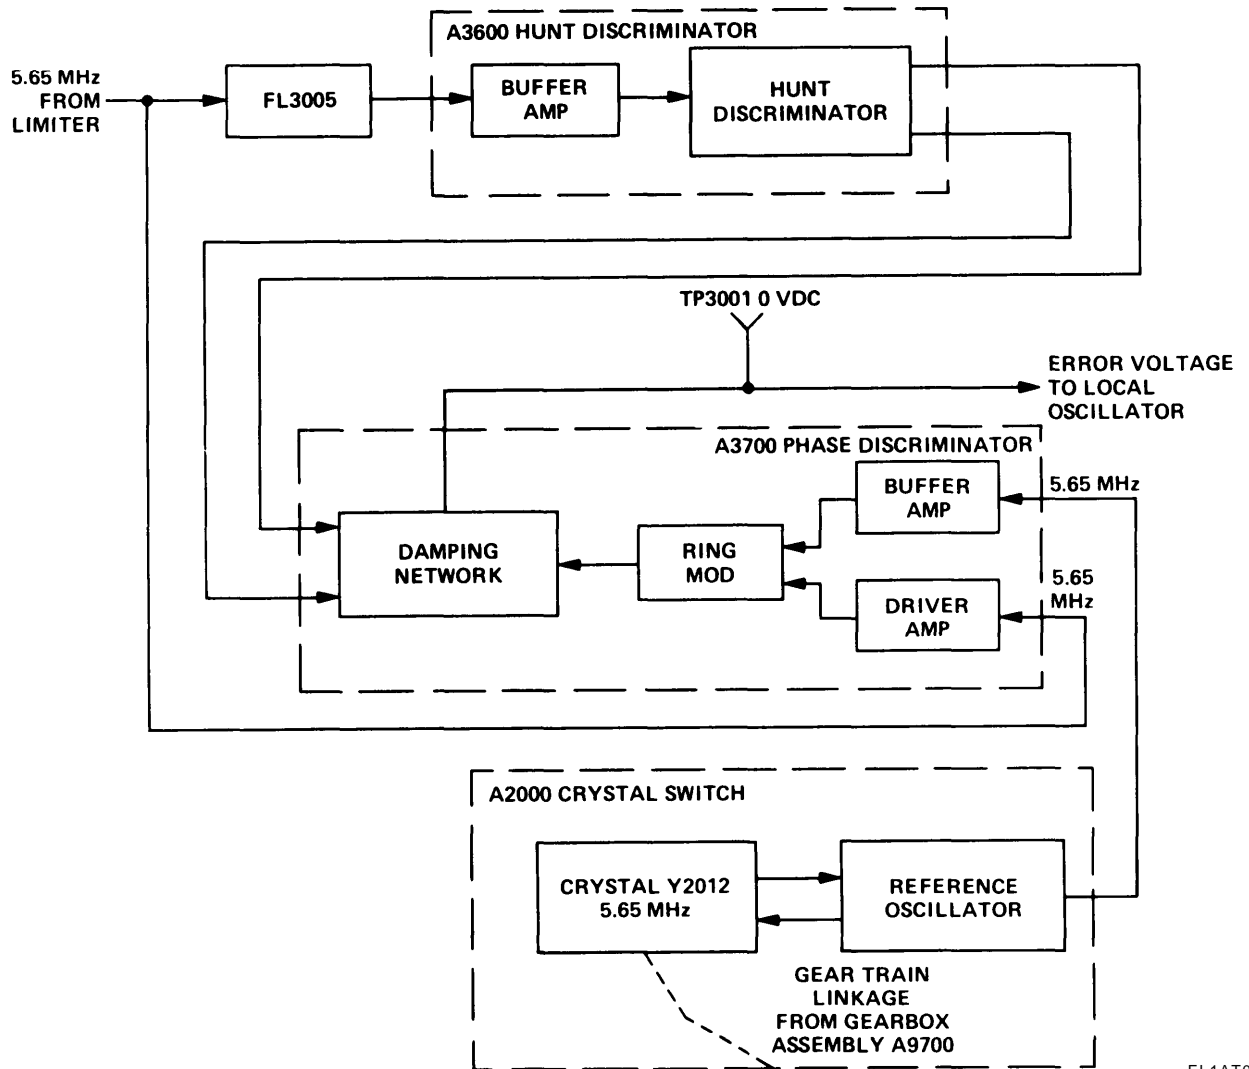 A3600 HUNT DISCRIMINATOR
5.65 MHz
FROM
LIMITER
FL3005
BUFFER
AMP
HUNT
DISCRIMINATOR
TP3001 0 VDC
ERROR VOLTAGE
TO LOCAL
OSCILLATOR
A3700 PHASE DISCRIMINATOR
BUFFER
AMP
5.65 MHz
DAMPING
NETWORK
RING
MOD
5.65
MHz
DRIVER
AMP
A2000 CRYSTAL SWITCH
CRYSTAL Y2012
5.65 MHz
REFERENCE
OSCILLATOR
GEAR TRAIN
LINKAGE
FROM GEARBOX
ASSEMBLY A9700